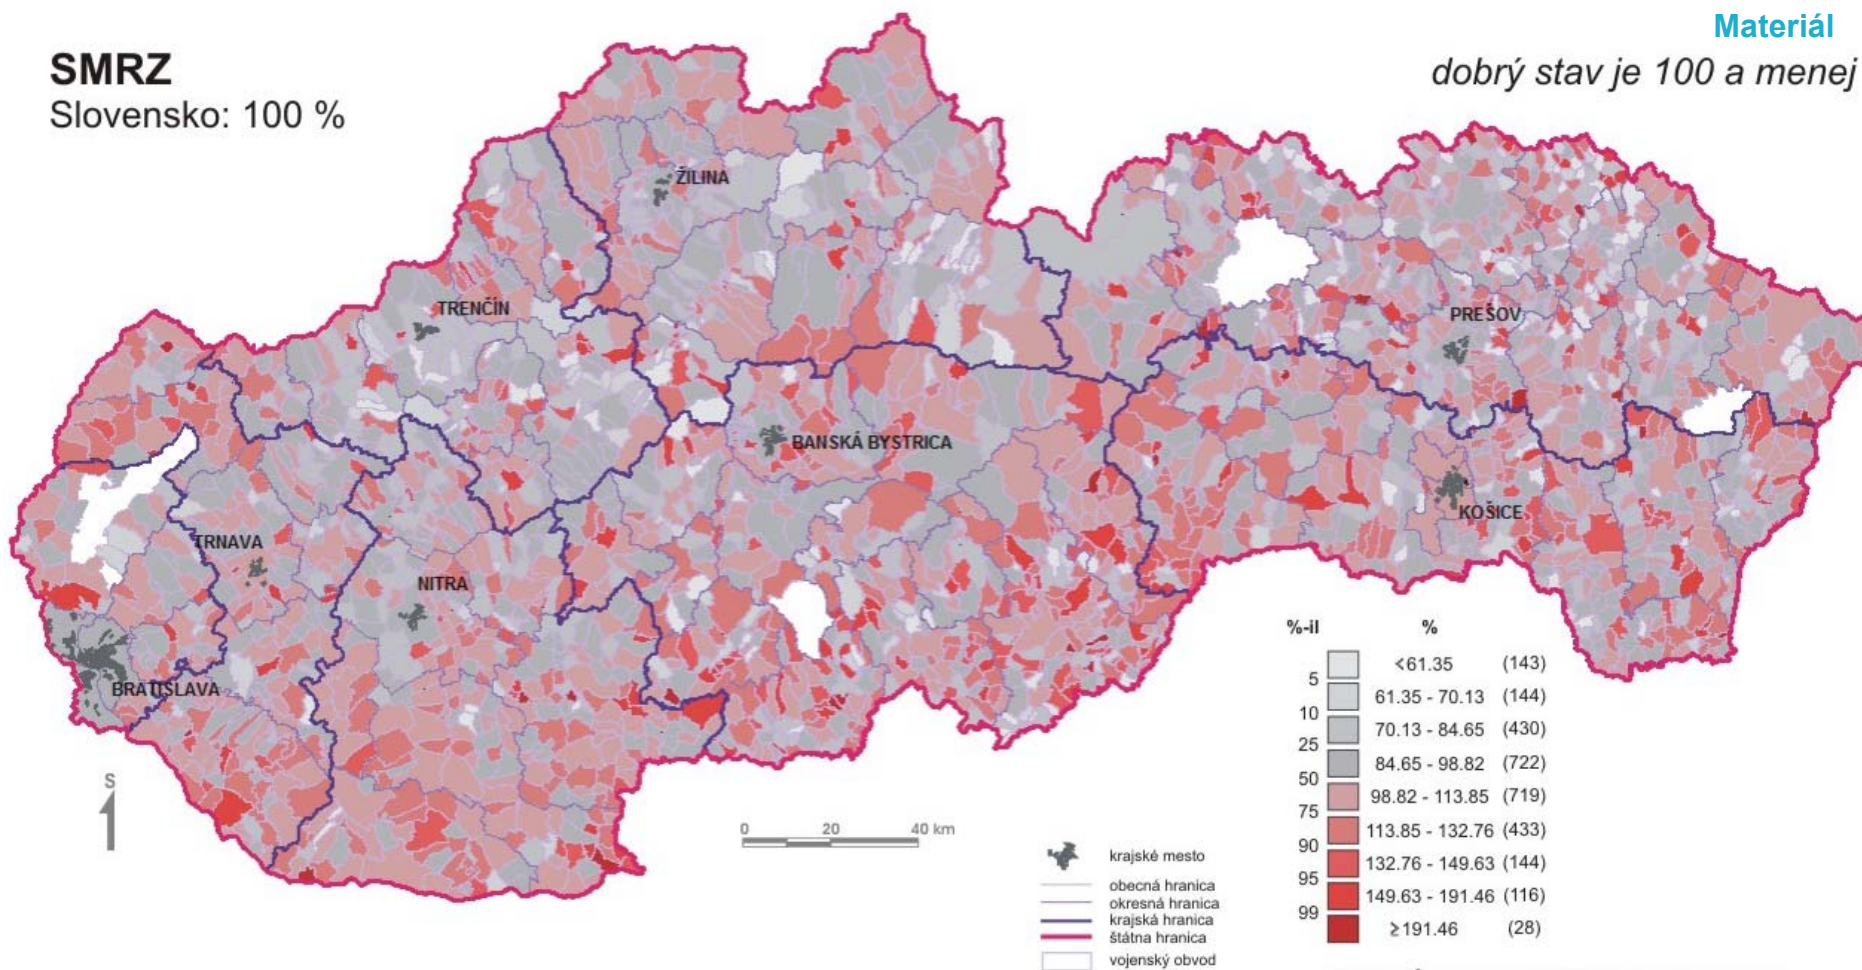 Materiál
SMRZ
dobrý stav je 100 a menej
Slovensko: 100 %
ŽILINA
TRENČÍN
PREŠOV
BANSKÁ BYSTRICA
KOŠICE
TRNAVA
NITRA
BRATISLAVA
S
0 20 40 km
krajské mesto
obecná hranica
okresná hranica
krajská hranica
štátna hranica
vojenský obvod
%-il %
<61.35 (143)
5
61.35 - 70.13 (144)
10
70.13 - 84.65 (430)
25
84.65 - 98.82 (722)
50
98.82 - 113.85 (719)
75
113.85 - 132.76 (433)
90
132.76 - 149.63 (144)
95
149.63 - 191.46 (116)
99
≥191.46 (28)